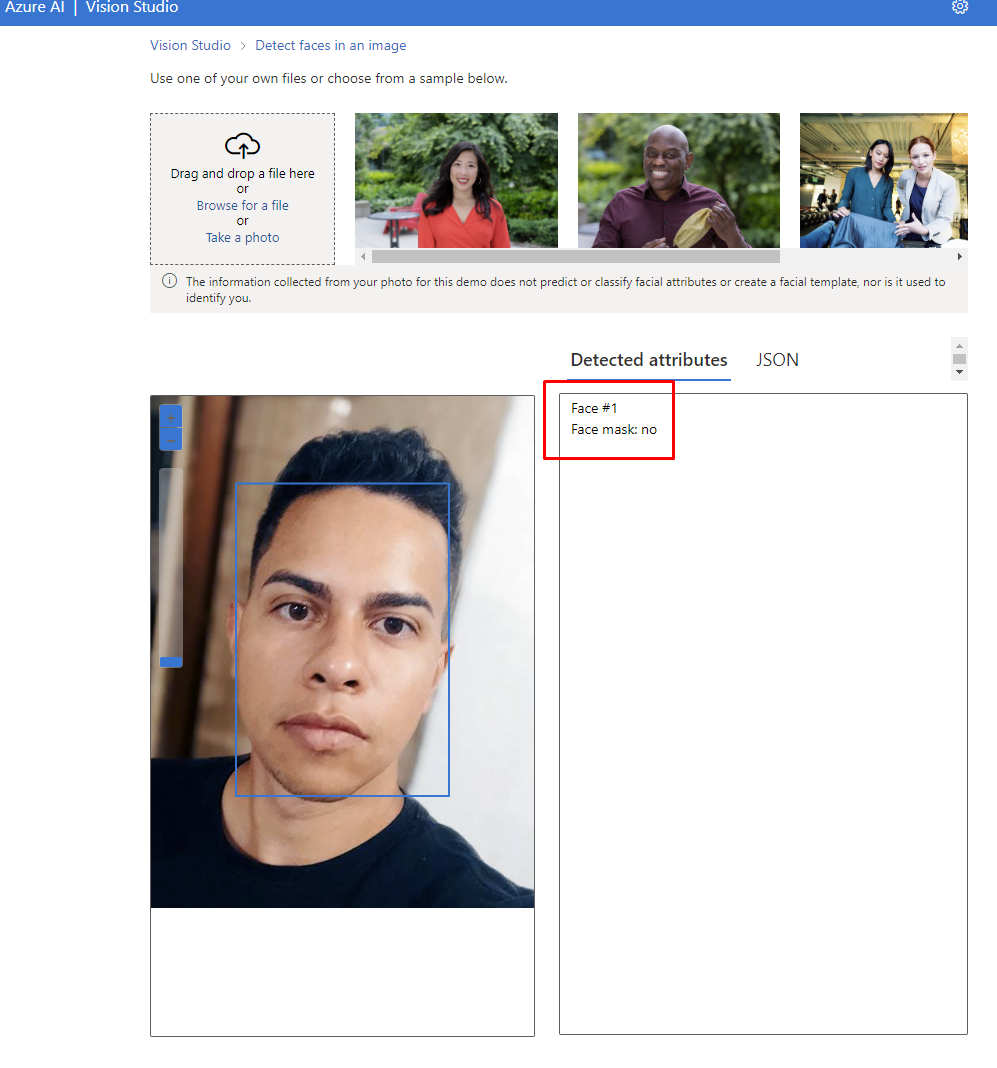 Azure AI | Vision Studio
Vision Studio > Detect faces in an image
Use one of your own files or choose from a sample below.
Drag and drop a file here
or
Browse for a file
or
Take a photo
The information collected from your photo for this demo does not predict or classify facial attributes or create a facial template, nor is it used to
identify you.
Detected attributes JSON
Face #1
Face mask: no